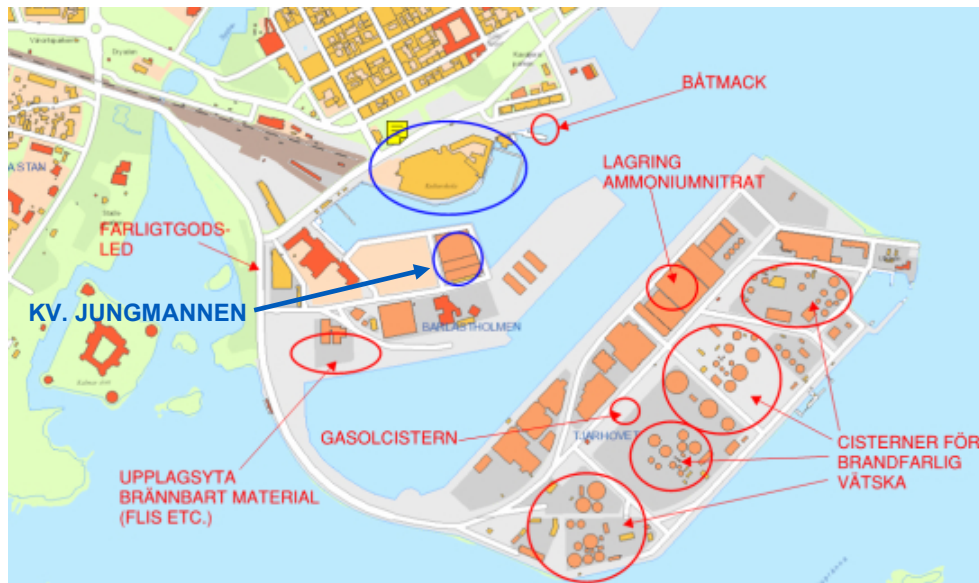 BÅTMACK
LAGRING
AMMONIUMNITRAT
FARLIGTGODS-
LED
KV. JUNGMANNEN
BARLASTHOLMEN
GASOLCISTERN
TJÄRHOVET
CISTERNER FÖR
BRANDFARLIG
VÄTSKA
UPPLAGSYTA
BRÄNNBART MATERIAL
(FLIS ETC.)